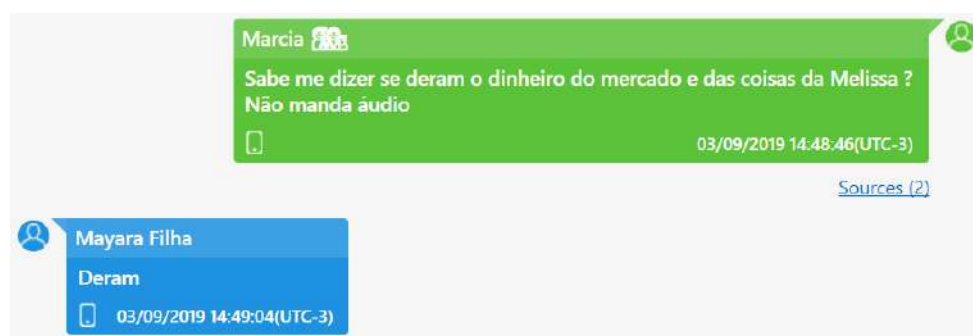 Marcia
Sabe me dizer se deram o dinheiro do mercado e das coisas da Melissa ?
Não manda áudio
03/09/2019 14:48:46(UTC-3)
Sources (2)
Mayara Filha
Deram
03/09/2019 14:49:04(UTC-3)